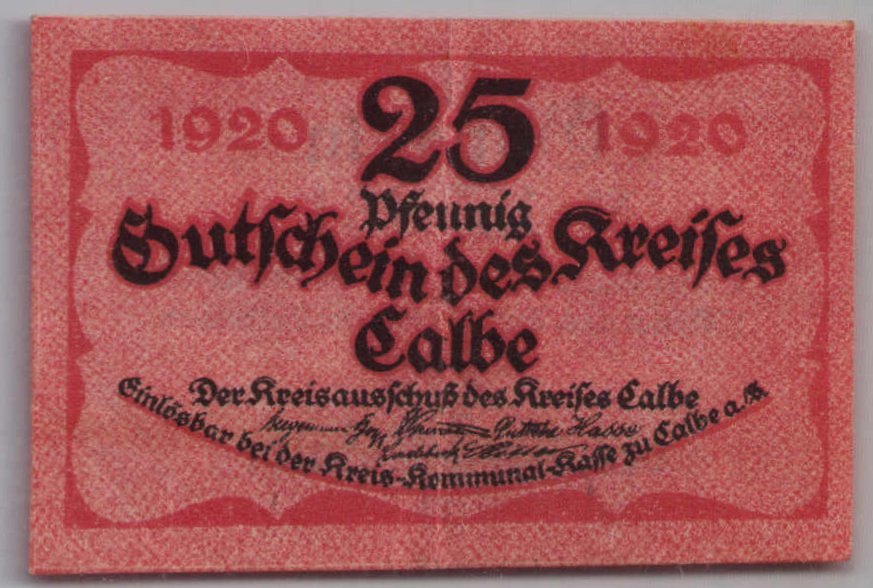 1920 25 1920
Pfennig
Gutschein des Kreises
Calbe
Der Kreisausschuß des Kreises Calbe
Einlösbar bei der Kreis-Kommunal-Kasse zu Calbe a.S.